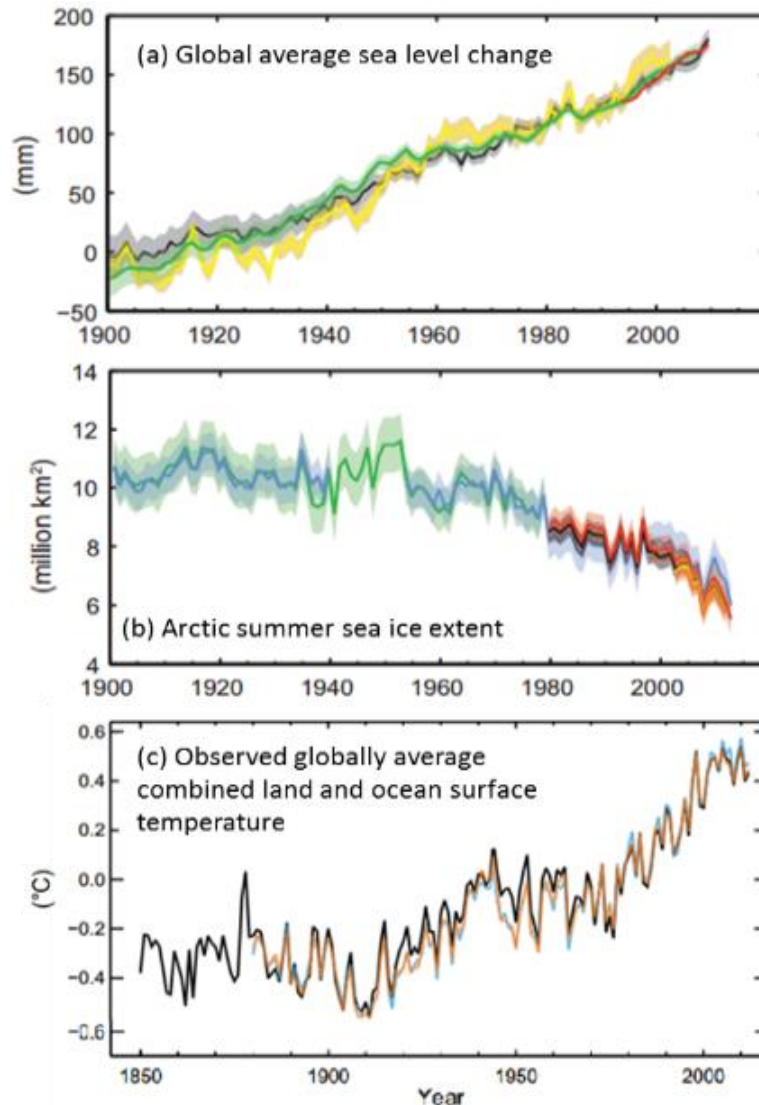 200
(a) Global average sea level change
150
100
(mm)
50
0
−50
1900 1920 1940 1960 1980 2000
14
12
10
(million km²)
8
6
(b) Arctic summer sea ice extent
4
1900 1920 1940 1960 1980 2000
0.6
(c) Observed globally average
combined land and ocean surface
temperature
0.4
0.2
(°C)
0.0
−0.2
−0.4
−0.6
1850 1900 1950 2000
Year